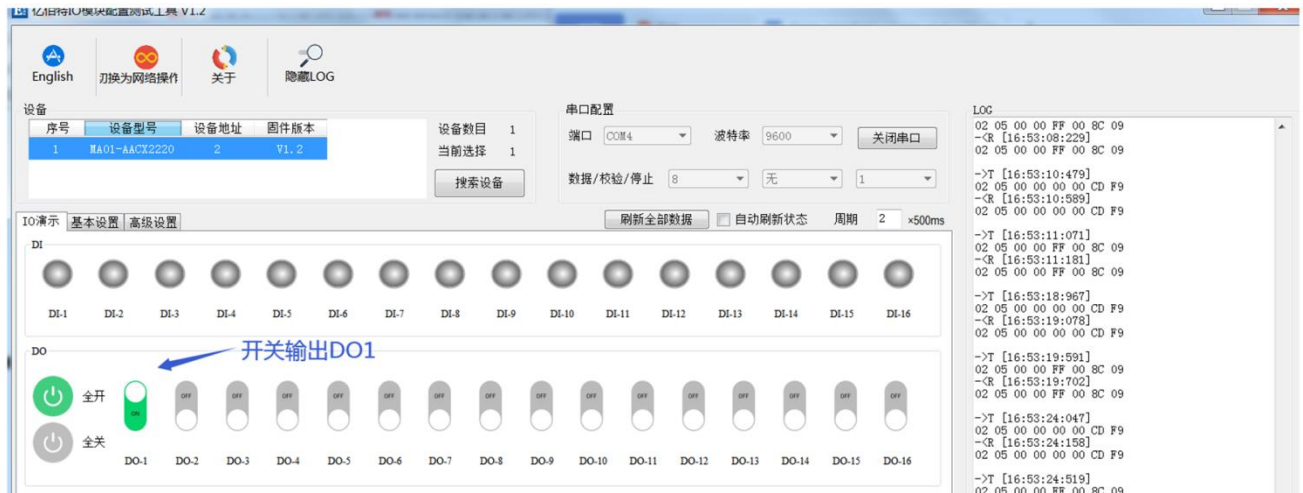 亿佰特IO模块配置测试工具 V1.2
English 切换为网络操作 关于 隐藏LOG
设备
序号 设备型号 设备地址 固件版本
1 MA01-AACX2220 2 V1.2
设备数目 1
当前选择 1
搜索设备
串口配置
端口 COM4 波特率 9600 关闭串口
数据/校验/停止 8 无 1
IO演示 基本设置 高级设置
刷新全部数据 自动刷新状态 周期 2 ×500ms
DI
DI-1 DI-2 DI-3 DI-4 DI-5 DI-6 DI-7 DI-8 DI-9 DI-10 DI-11 DI-12 DI-13 DI-14 DI-15 DI-16
DO
开关输出DO1
全开
ON OFF OFF OFF OFF OFF OFF OFF OFF OFF OFF OFF OFF OFF OFF OFF
全关
DO-1 DO-2 DO-3 DO-4 DO-5 DO-6 DO-7 DO-8 DO-9 DO-10 DO-11 DO-12 DO-13 DO-14 DO-15 DO-16
LOG
02 05 00 00 FF 00 8C 09
-<R [16:53:08:229]
02 05 00 00 FF 00 8C 09
->T [16:53:10:479]
02 05 00 00 00 00 CD F9
-<R [16:53:10:589]
02 05 00 00 00 00 CD F9
->T [16:53:11:071]
02 05 00 00 FF 00 8C 09
-<R [16:53:11:181]
02 05 00 00 FF 00 8C 09
->T [16:53:18:967]
02 05 00 00 00 00 CD F9
-<R [16:53:19:078]
02 05 00 00 00 00 CD F9
->T [16:53:19:591]
02 05 00 00 FF 00 8C 09
-<R [16:53:19:702]
02 05 00 00 FF 00 8C 09
->T [16:53:24:047]
02 05 00 00 00 00 CD F9
-<R [16:53:24:158]
02 05 00 00 00 00 CD F9
->T [16:53:24:519]
02 05 00 00 FF 00 8C 09